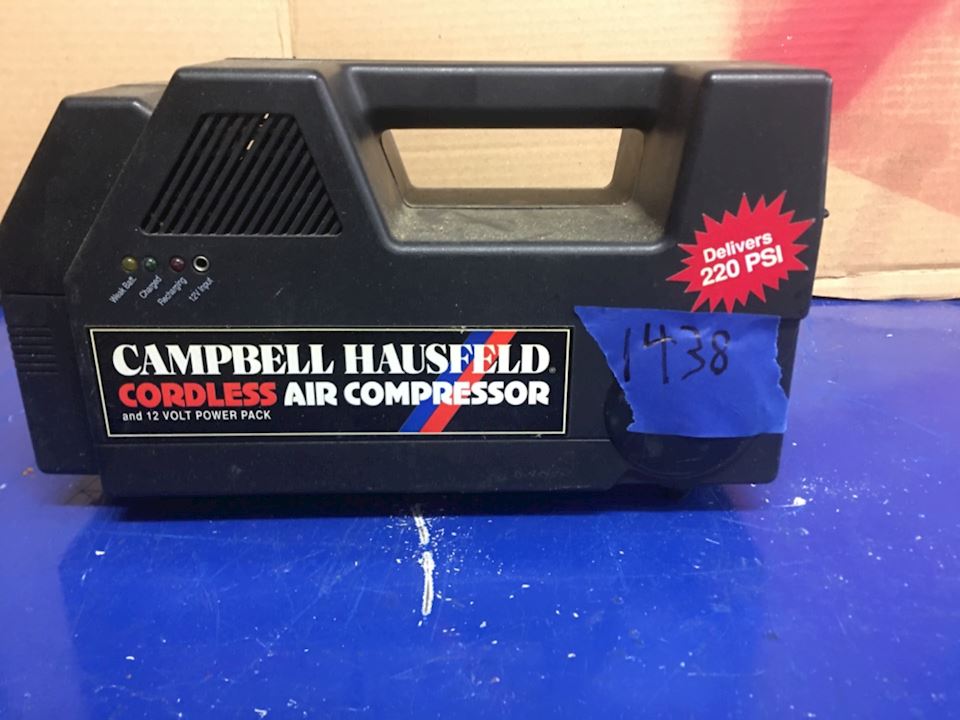 Delivers
220 PSI
Weak Batt.
Charged
Recharging
12V Input
1438
CAMPBELL HAUSFELD®
CORDLESS AIR COMPRESSOR
and 12 VOLT POWER PACK